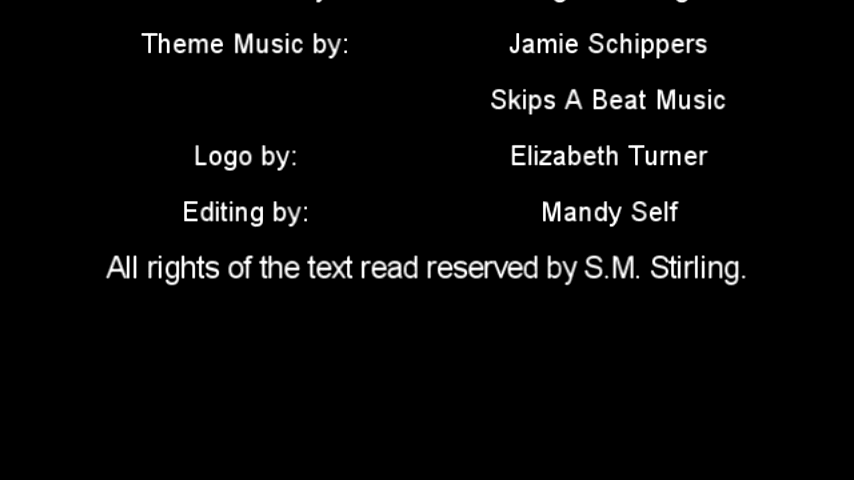 Theme Music by: Jamie Schippers
Skips A Beat Music
Logo by: Elizabeth Turner
Editing by: Mandy Self
All rights of the text read reserved by S.M. Stirling.